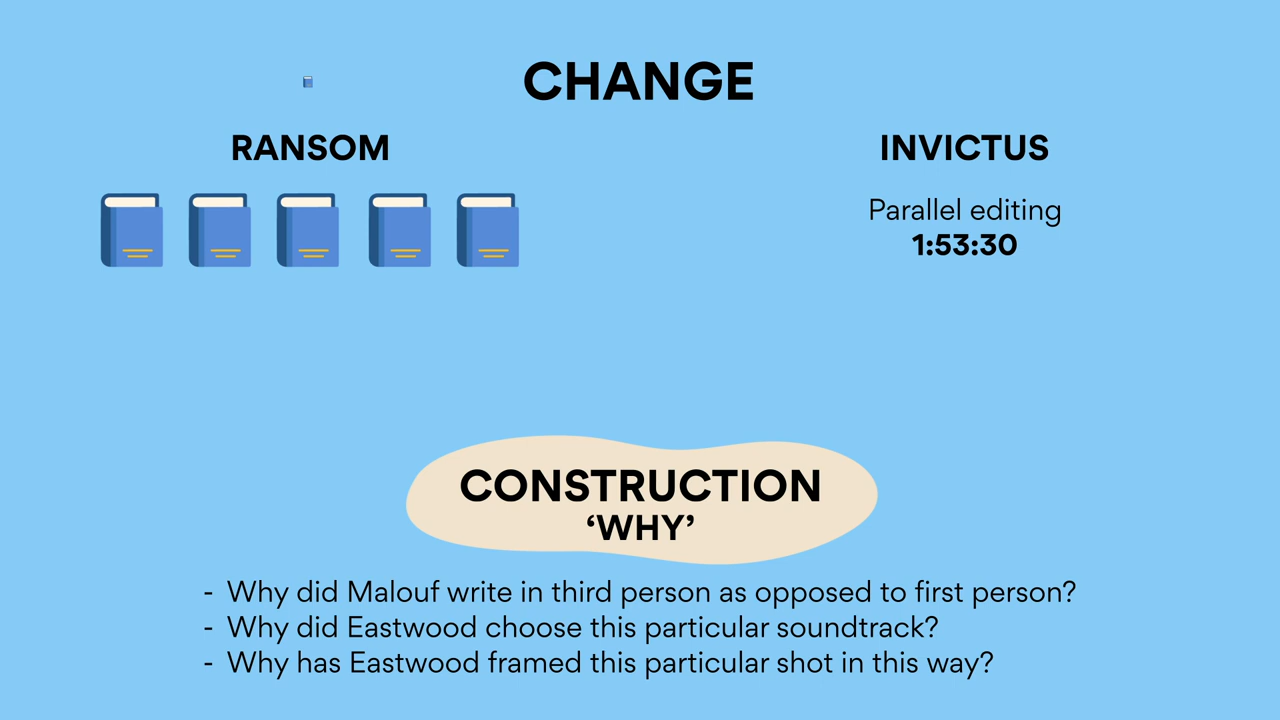 CHANGE
RANSOM
INVICTUS
Parallel editing
1:53:30
CONSTRUCTION
‘WHY’
- Why did Malouf write in third person as opposed to first person?
- Why did Eastwood choose this particular soundtrack?
- Why has Eastwood framed this particular shot in this way?